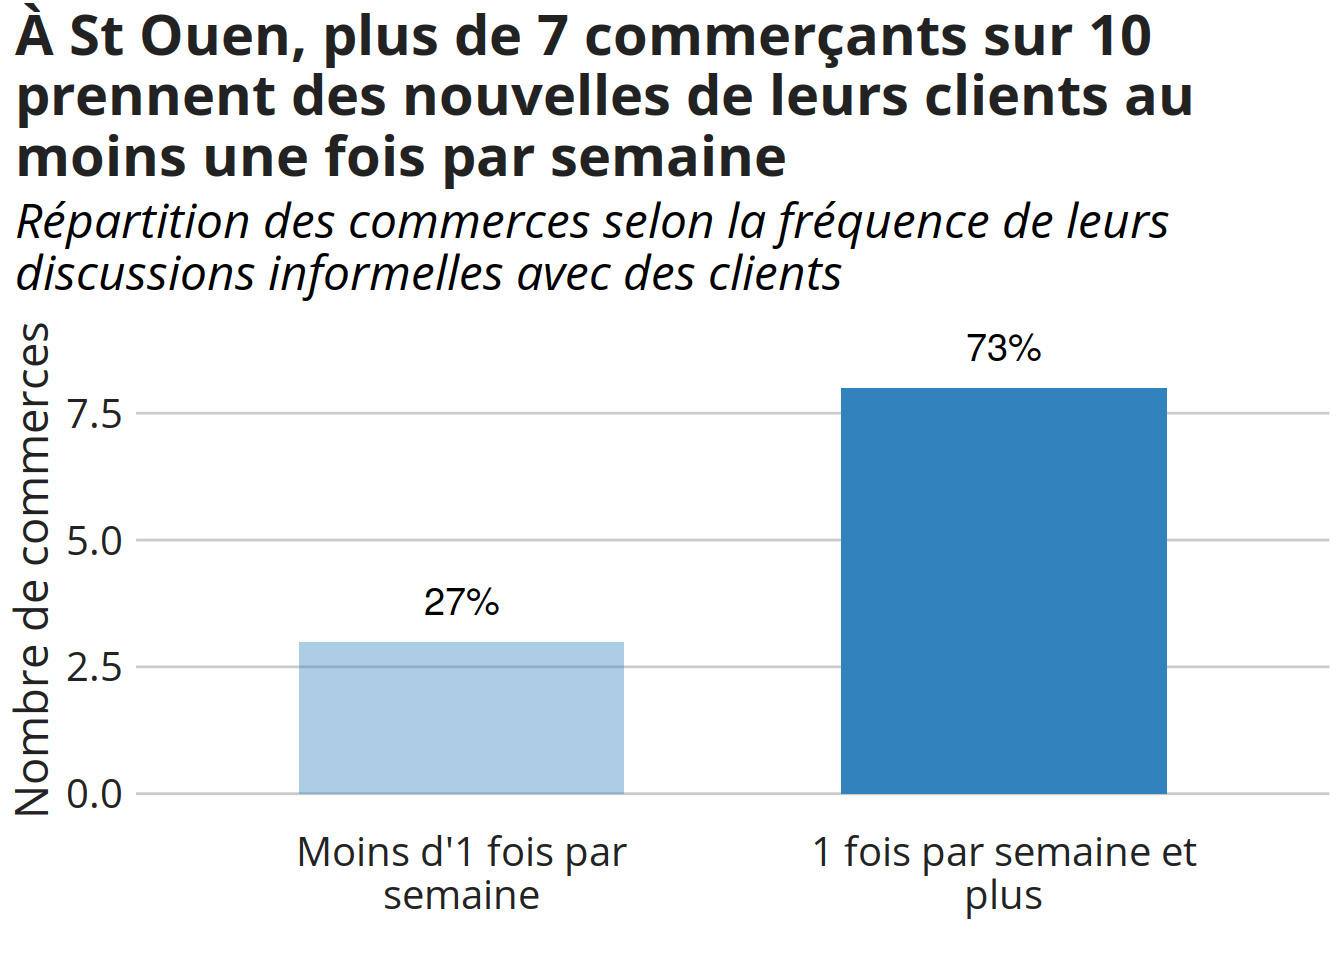 À St Ouen, plus de 7 commerçants sur 10
prennent des nouvelles de leurs clients au
moins une fois par semaine
Répartition des commerces selon la fréquence de leurs
discussions informelles avec des clients
Nombre de commerces
73%
7.5
5.0
27%
2.5
0.0
Moins d'1 fois par
semaine
1 fois par semaine et
plus